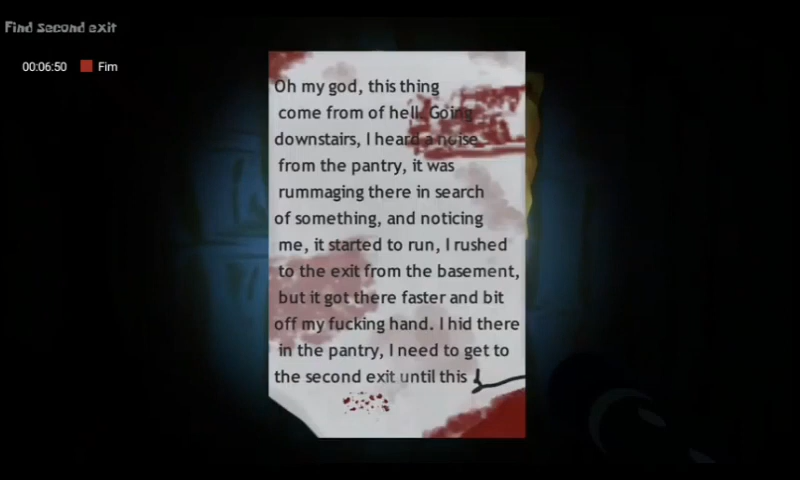 Find second exit
00:06:50 Fim
Oh my god, this thing
come from of hell. Going
downstairs, I heard a noise
from the pantry, it was
rummaging there in search
of something, and noticing
me, it started to run, I rushed
to the exit from the basement,
but it got there faster and bit
off my fucking hand. I hid there
in the pantry, I need to get to
the second exit until this